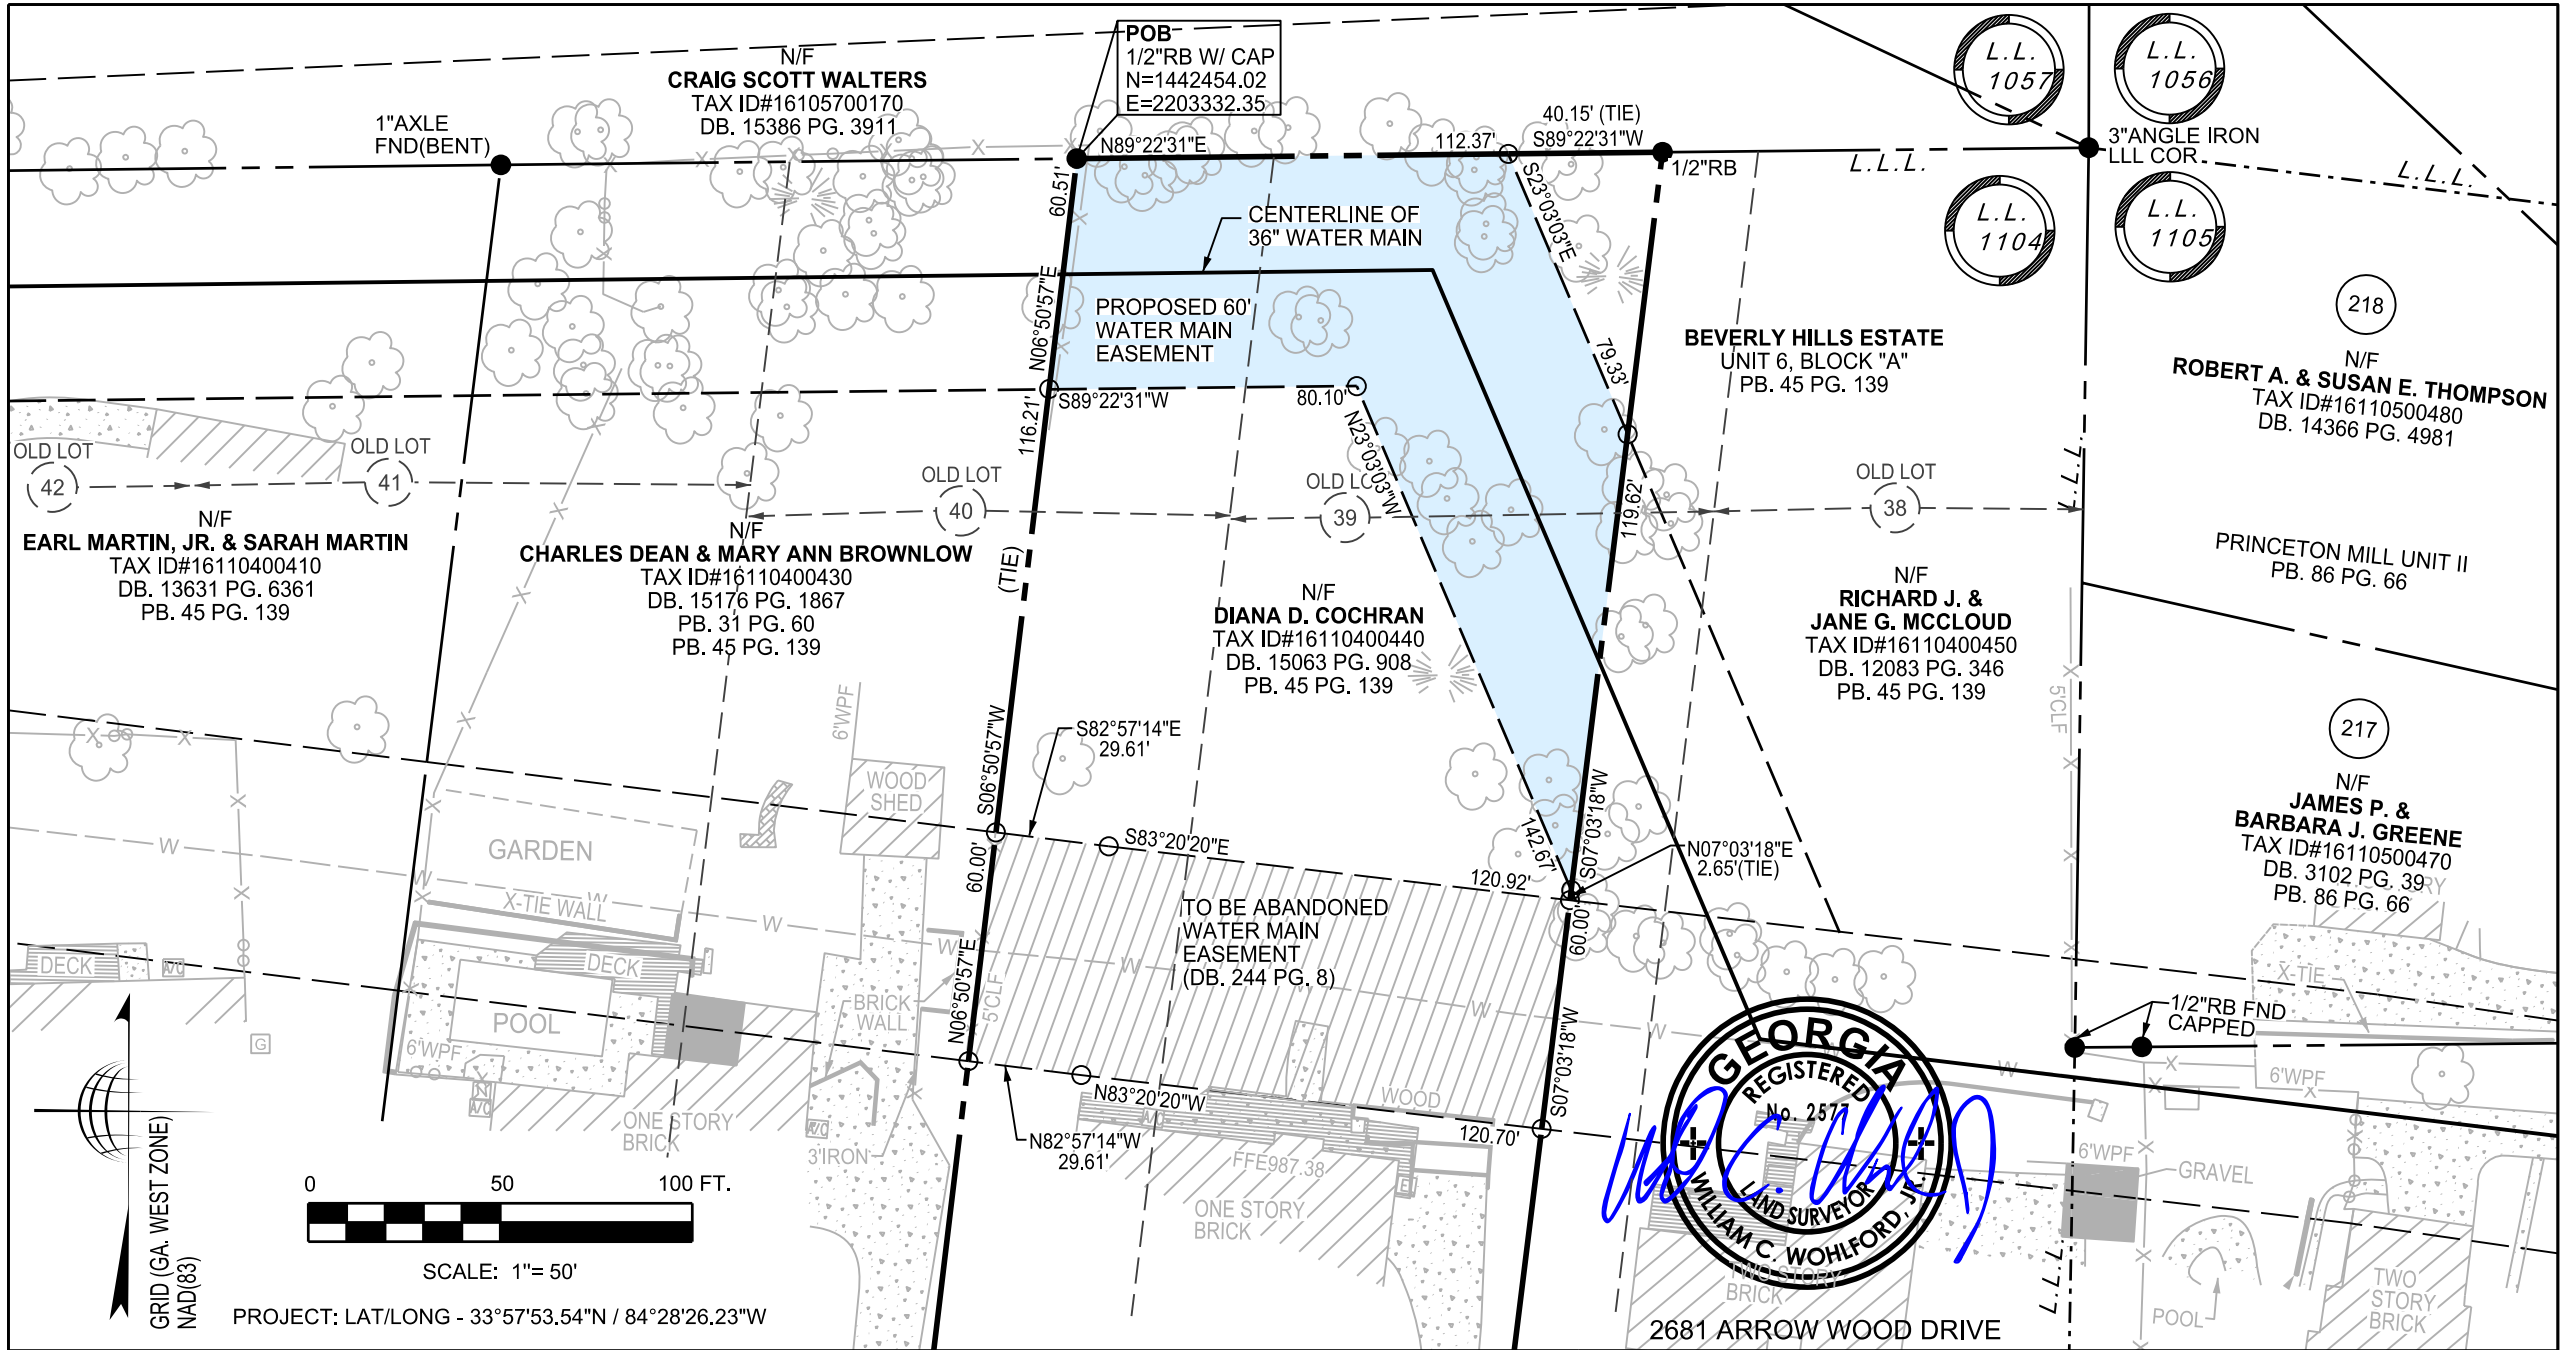 POB
1/2"RB W/ CAP
N=1442454.02
E=2203332.35
N/F
CRAIG SCOTT WALTERS
TAX ID#16105700170
DB. 15386 PG. 3911
1"AXLE
FND(BENT)
N89°22'31"E
112.37'
40.15' (TIE)
S89°22'31"W
1/2"RB
L.L.L.
L.L.
1057
L.L.
1056
3"ANGLE IRON
LLL COR.
L.L.L.
L.L.
1104
L.L.
1105
60.51'
N06°50'57"E
CENTERLINE OF
36" WATER MAIN
S23°03'03"E
79.33'
PROPOSED 60'
WATER MAIN
EASEMENT
BEVERLY HILLS ESTATE
UNIT 6, BLOCK "A"
PB. 45 PG. 139
218
N/F
ROBERT A. & SUSAN E. THOMPSON
TAX ID#16110500480
DB. 14366 PG. 4981
S89°22'31"W
80.10'
N23°03'03"W
116.21'
(TIE)
119.62'
L.L.L.
OLD LOT
42
OLD LOT
41
OLD LOT
40
OLD LO
39
OLD LOT
38
N/F
EARL MARTIN, JR. & SARAH MARTIN
TAX ID#16110400410
DB. 13631 PG. 6361
PB. 45 PG. 139
N/F
CHARLES DEAN & MARY ANN BROWNLOW
TAX ID#16110400430
DB. 15176 PG. 1867
PB. 31 PG. 60
PB. 45 PG. 139
N/F
DIANA D. COCHRAN
TAX ID#16110400440
DB. 15063 PG. 908
PB. 45 PG. 139
N/F
RICHARD J. &
JANE G. MCCLOUD
TAX ID#16110400450
DB. 12083 PG. 346
PB. 45 PG. 139
PRINCETON MILL UNIT II
PB. 86 PG. 66
217
N/F
JAMES P. &
BARBARA J. GREENE
TAX ID#16110500470
DB. 3102 PG. 39
PB. 86 PG. 66
RY
5'CLF
6'WPF
WOOD
SHED
S06°50'57"W
S82°57'14"E
29.61'
S83°20'20"E
120.92'
142.67'
S07°03'18"W
N07°03'18"E
2.65'(TIE)
60.00'
60.00'
N06°50'57"E
S07°03'18"W
TO BE ABANDONED
WATER MAIN
EASEMENT
(DB. 244 PG. 8)
GARDEN
X-TIE WALL
DECK
A/C
DECK
POOL
BRICK
WALL
5'CLF
G
6'WPF
A/C
ONE STORY
BRICK
A/C
3'IRON
N82°57'14"W
29.61'
N83°20'20"W
120.70'
WOOD
A/C
FFE987.38
E
ONE STORY
BRICK
X-TIE
1/2"RB FND
CAPPED
6'WPF
6'WPF
GRAVEL
POOL
TWO
STORY
BRICK
L.L.L.
GEORGIA
REGISTERED
No. 2577
LAND SURVEYOR
WILLIAM C. WOHLFORD, JR.
TWO STORY
BRICK
2681 ARROW WOOD DRIVE
GRID (GA. WEST ZONE)
NAD(83)
0 50 100 FT.
SCALE: 1"= 50'
PROJECT: LAT/LONG - 33°57'53.54"N / 84°28'26.23"W